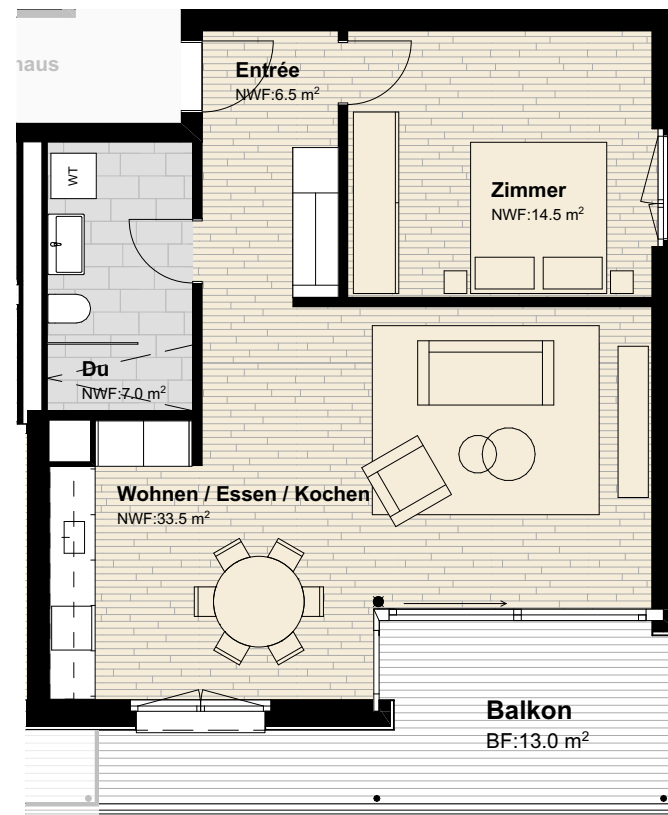 haus
Entrée
NWF:6.5 m²
WT
Zimmer
NWF:14.5 m²
Du
NWF:7.0 m²
Wohnen / Essen / Kochen
NWF:33.5 m²
Balkon
BF:13.0 m²